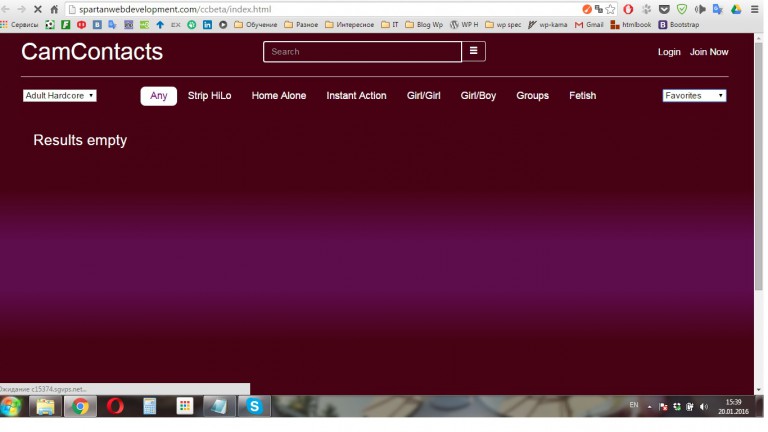 spartanwebdevelopment.com/ccbeta/index.html
Сервисы Обучение Разное Интересное IT Blog Wp WP H wp spec wp-kama Gmail htmlbook Bootstrap
CamContacts Search Login Join Now
Adult Hardcore Any Strip HiLo Home Alone Instant Action Girl/Girl Girl/Boy Groups Fetish Favorites
Results empty
Ожидание c15374.sgvps.net...
EN 15:39
20.01.2016